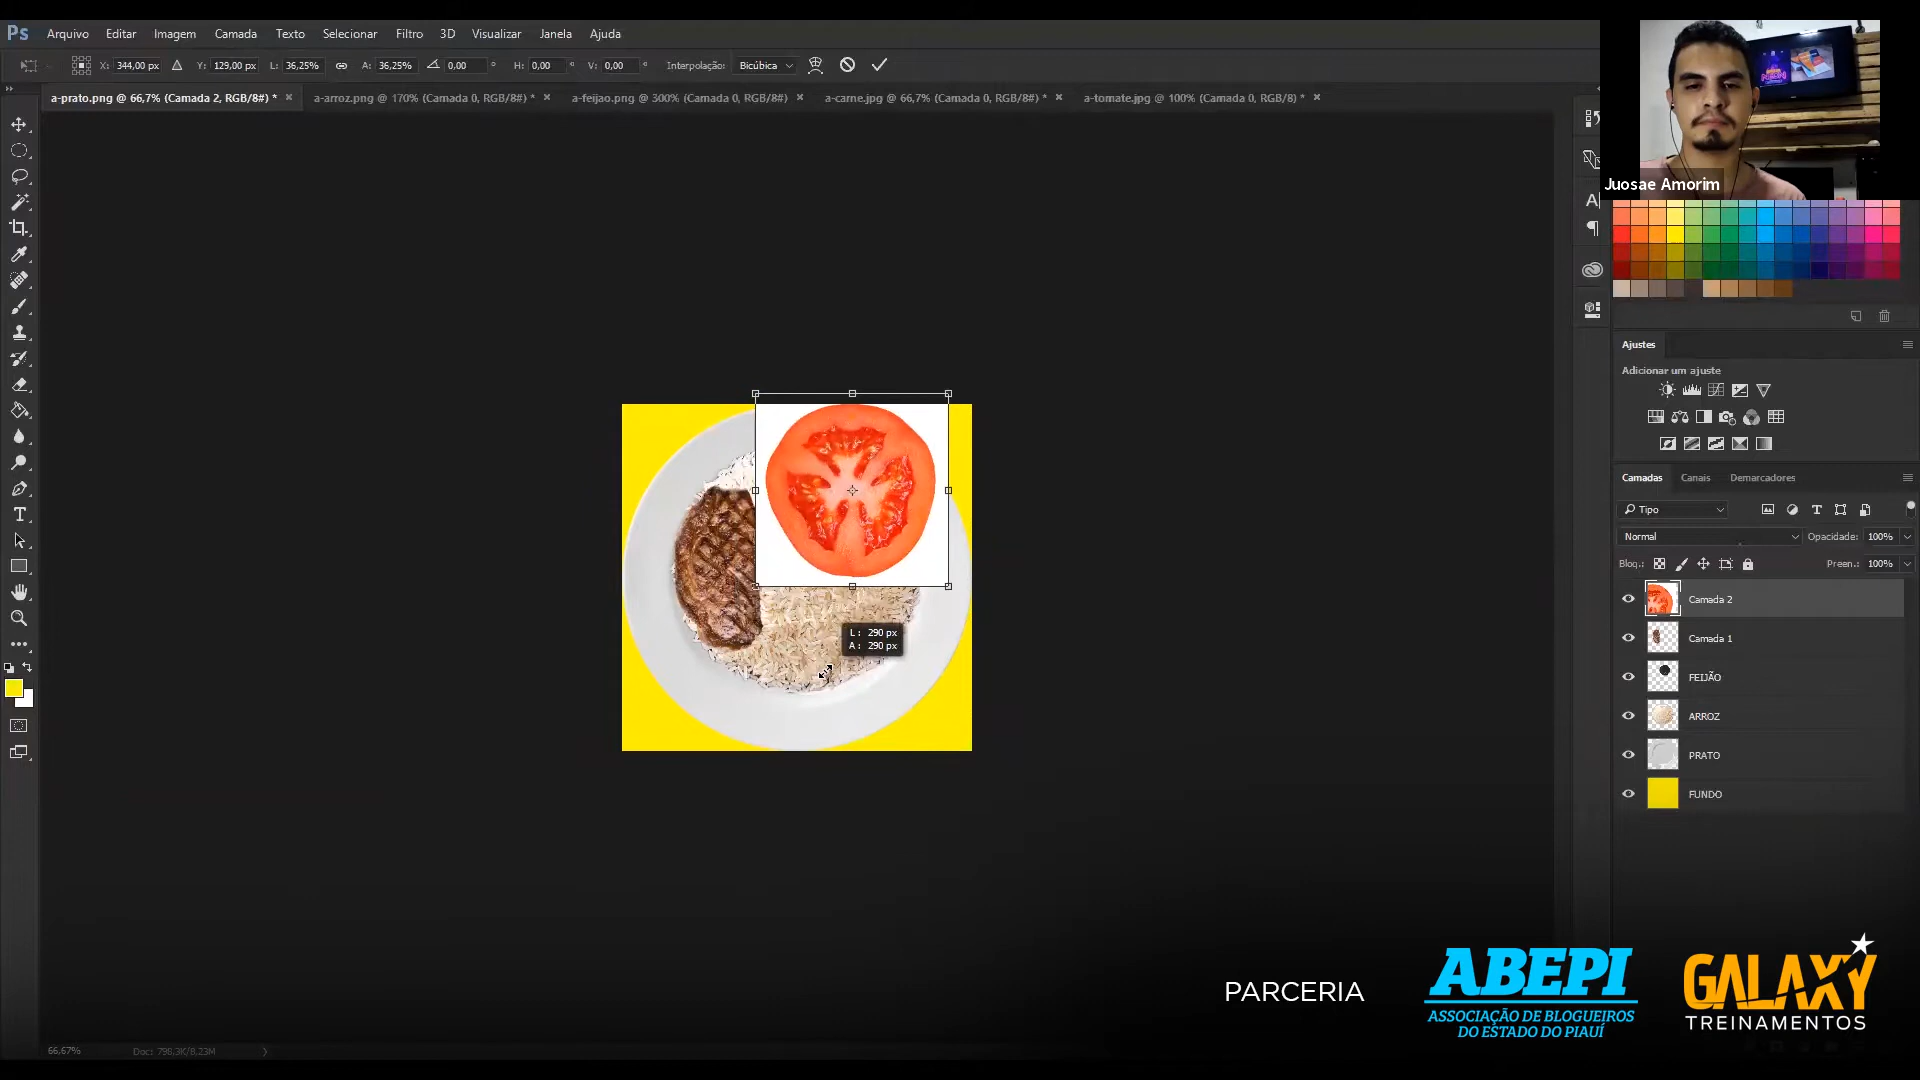 Ps Arquivo Editar Imagem Camada Texto Selecionar Filtro 3D Visualizar Janela Ajuda
X: 344,00 px Y: 129,00 px L: 36,25% A: 36,25% 0,00 ° H: 0,00 ° V: 0,00 ° Interpolação: Bicúbica
a-prato.png @ 66,7% (Camada 2, RGB/8#) * × a-arroz.png @ 170% (Camada 0, RGB/8#) * × a-feijao.png @ 300% (Camada 0, RGB/8#) × a-carne.jpg @ 66,7% (Camada 0, RGB/8#) * × a-tomate.jpg @ 100% (Camada 0, RGB/8) * ×
Juosae Amorim
Ajustes
Adicionar um ajuste
Camadas Canais Demarcadores
Tipo
Normal Opacidade: 100%
Bloq.: Preen.: 100%
Camada 2
Camada 1
FEIJÃO
ARROZ
PRATO
FUNDO
L: 290 px
A: 290 px
PARCERIA
ABEPI
ASSOCIAÇÃO DE BLOGUEIROS
DO ESTADO DO PIAUÍ
GALAXY
TREINAMENTOS
66,67% Doc: 798,3K/8,23M